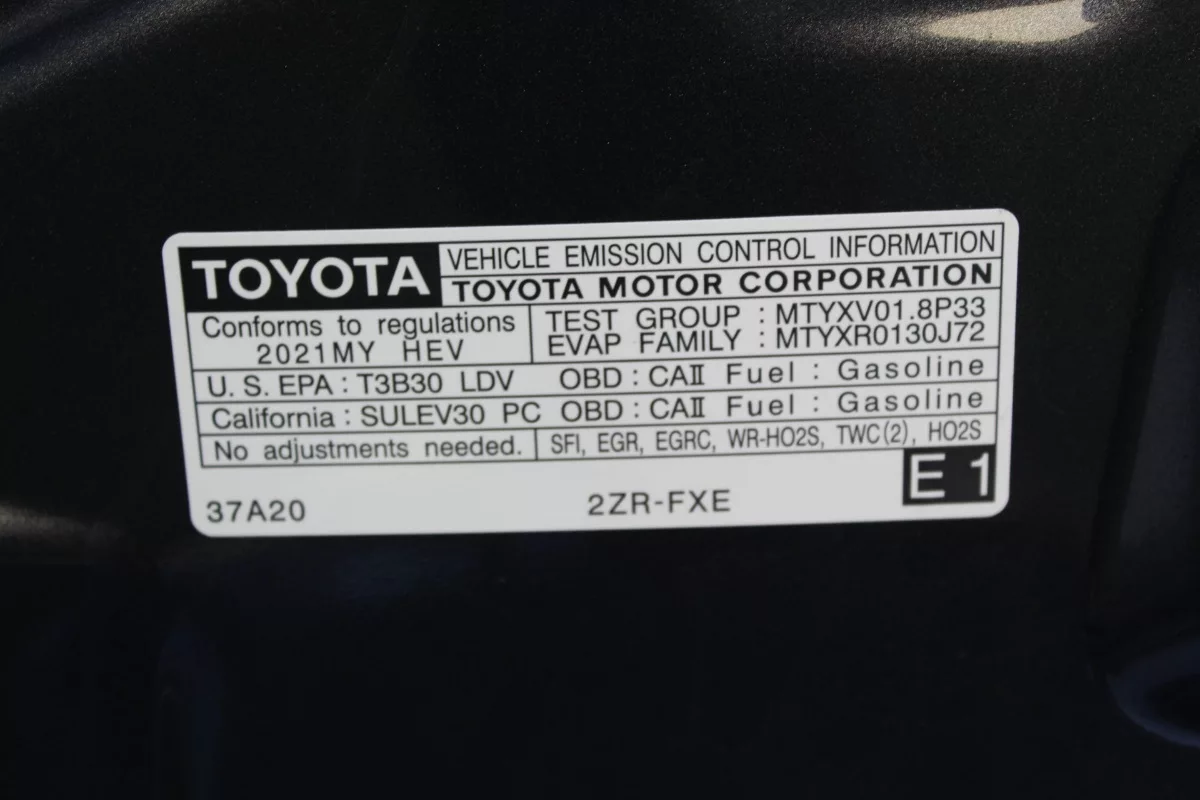 TOYOTA VEHICLE EMISSION CONTROL INFORMATION
TOYOTA MOTOR CORPORATION
Conforms to regulations
2021MY HEV
TEST GROUP : MTYXV01.8P33
EVAP FAMILY : MTYXR0130J72
U.S. EPA : T3B30 LDV OBD : CAⅡ Fuel : Gasoline
California : SULEV30 PC OBD : CAⅡ Fuel : Gasoline
No adjustments needed. SFI, EGR, EGRC, WR-HO2S, TWC(2), HO2S
37A20 2ZR-FXE E 1